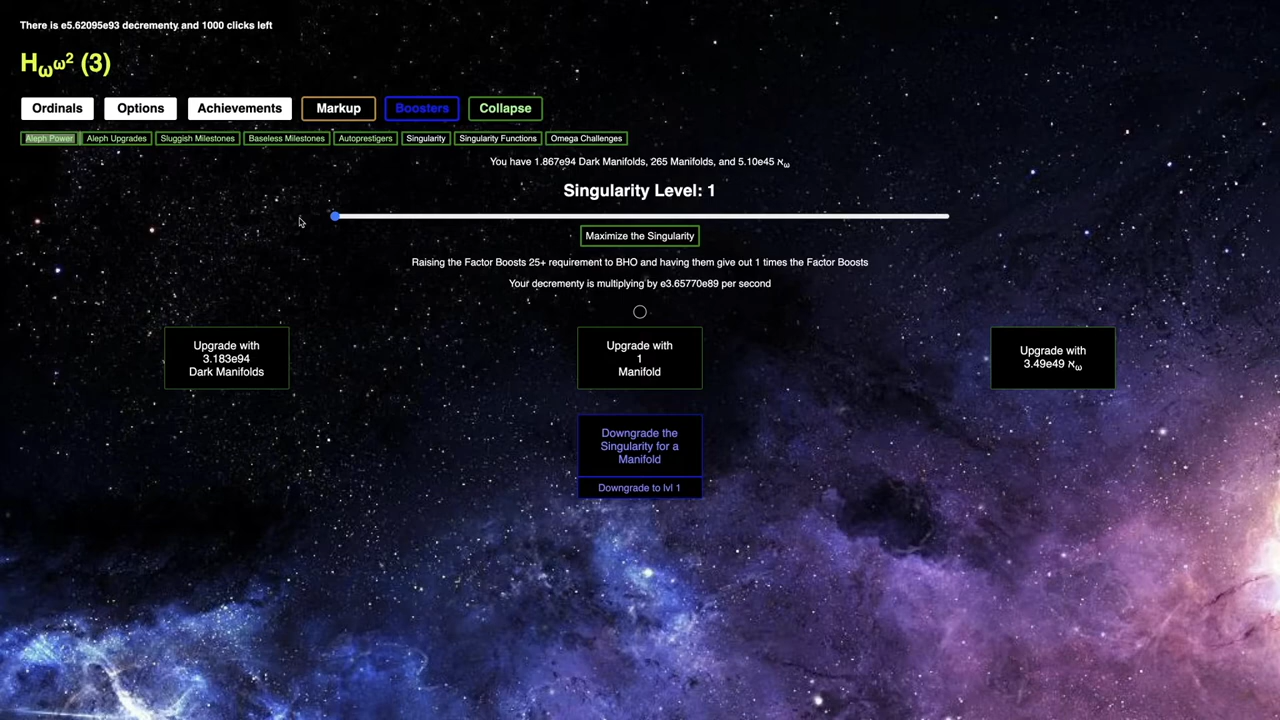 There is e5.62095e93 decrementy and 1000 clicks left
H_ω^ω^2 (3)
Ordinals Options Achievements Markup Boosters Collapse
Aleph Power Aleph Upgrades Sluggish Milestones Baseless Milestones Autoprestigers Singularity Singularity Functions Omega Challenges
You have 1.867e94 Dark Manifolds, 265 Manifolds, and 5.10e45 ℵω
Singularity Level: 1
Maximize the Singularity
Raising the Factor Boosts 25+ requirement to BHO and having them give out 1 times the Factor Boosts
Your decrementy is multiplying by e3.65770e89 per second
Upgrade with
3.183e94
Dark Manifolds
Upgrade with
1
Manifold
Upgrade with
3.49e49 ℵω
Downgrade the
Singularity for a
Manifold
Downgrade to lvl 1